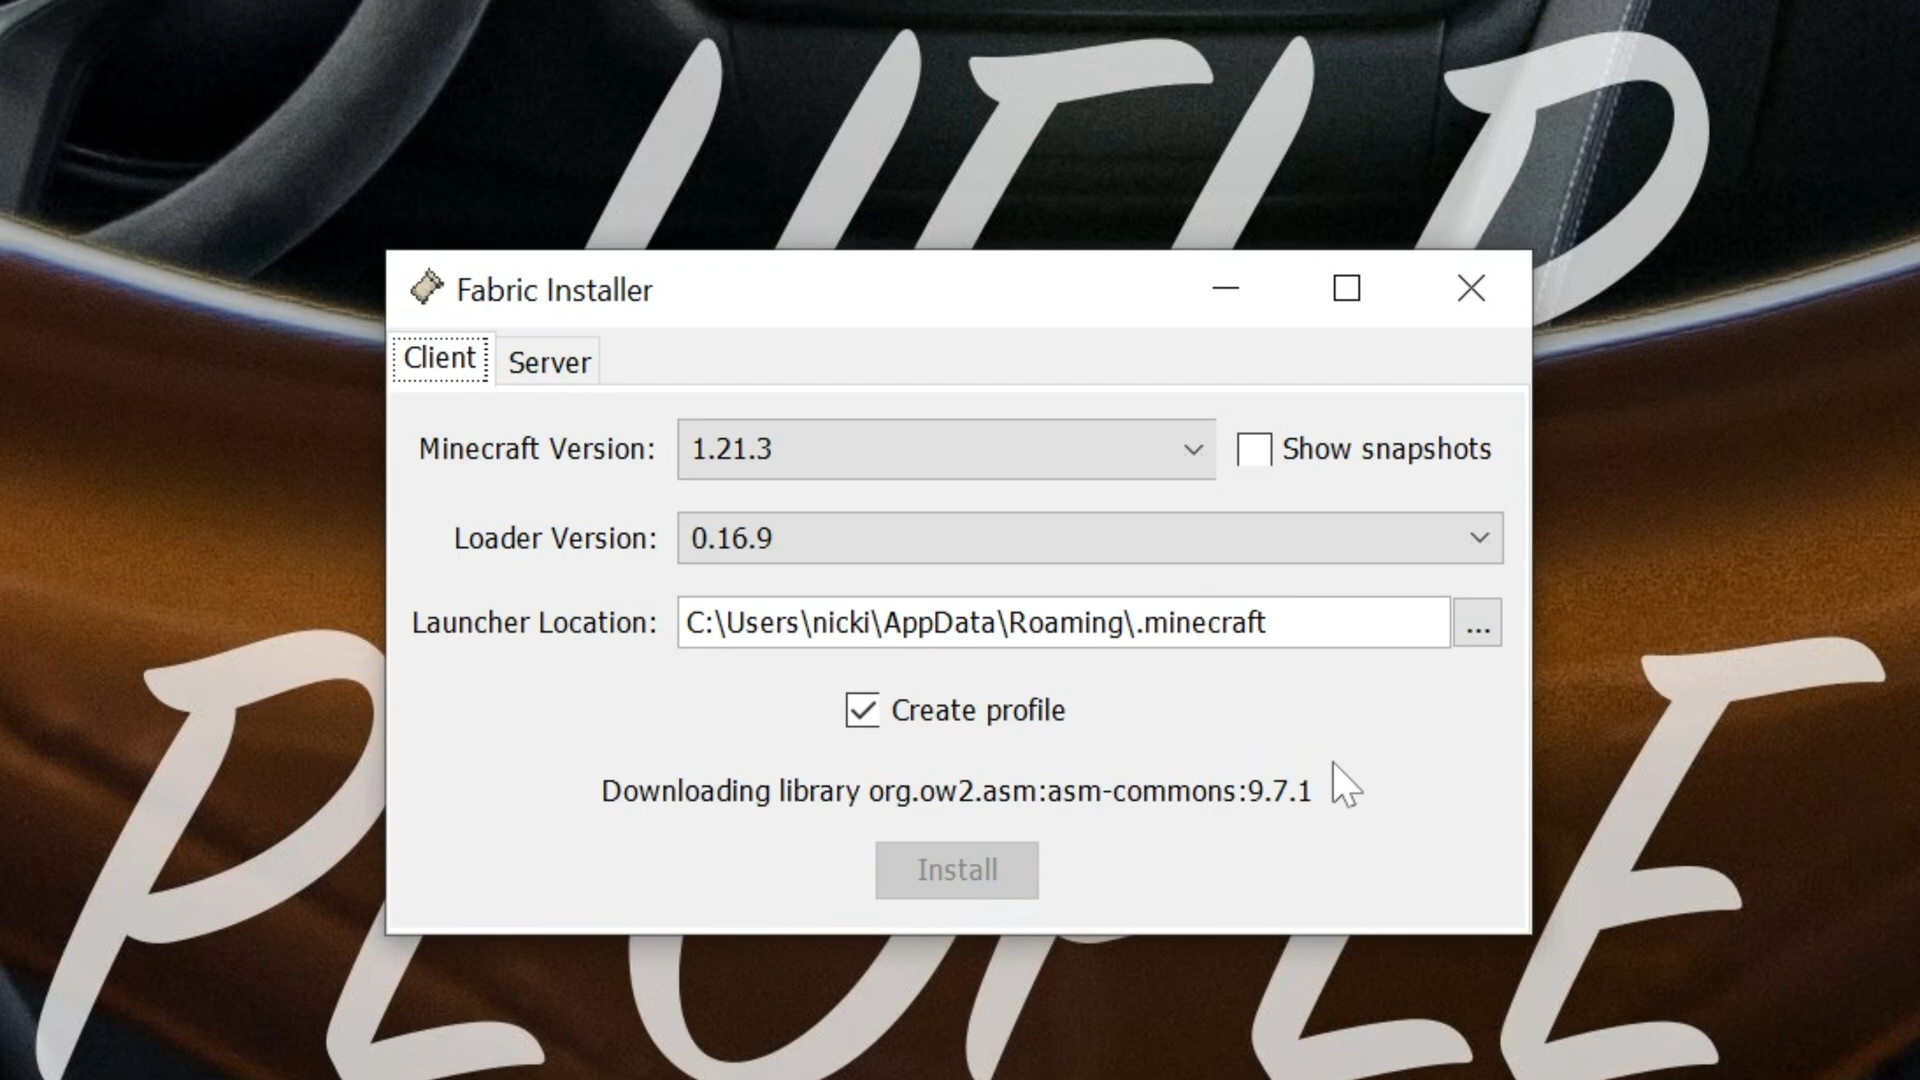 Fabric Installer
Client
Server
Minecraft Version:
1.21.3
Show snapshots
Loader Version:
0.16.9
Launcher Location:
C:\Users\nicki\AppData\Roaming\.minecraft
...
Create profile
Downloading library org.ow2.asm:asm-commons:9.7.1
Install
PEOPLE